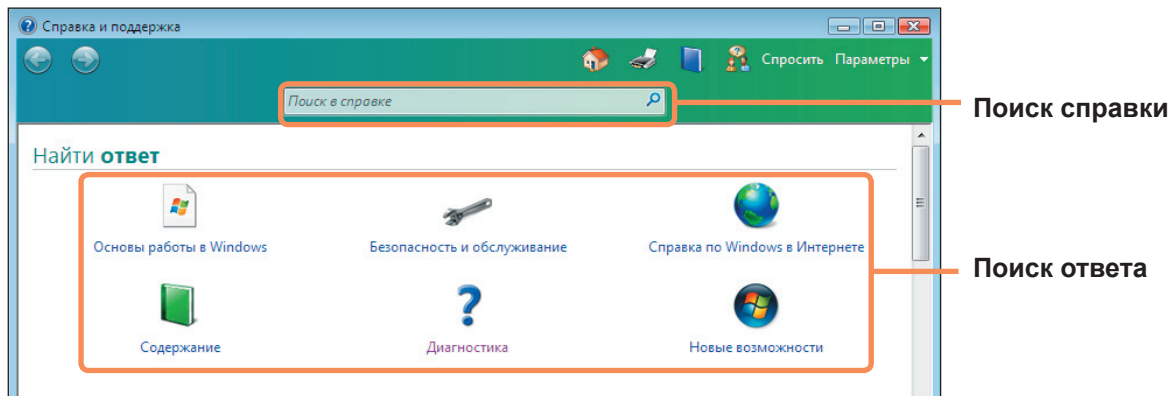 Справка и поддержка
Спросить Параметры
Поиск в справке
Поиск справки
Найти ответ
Основы работы в Windows
Безопасность и обслуживание
Справка по Windows в Интернете
Поиск ответа
Содержание
Диагностика
Новые возможности